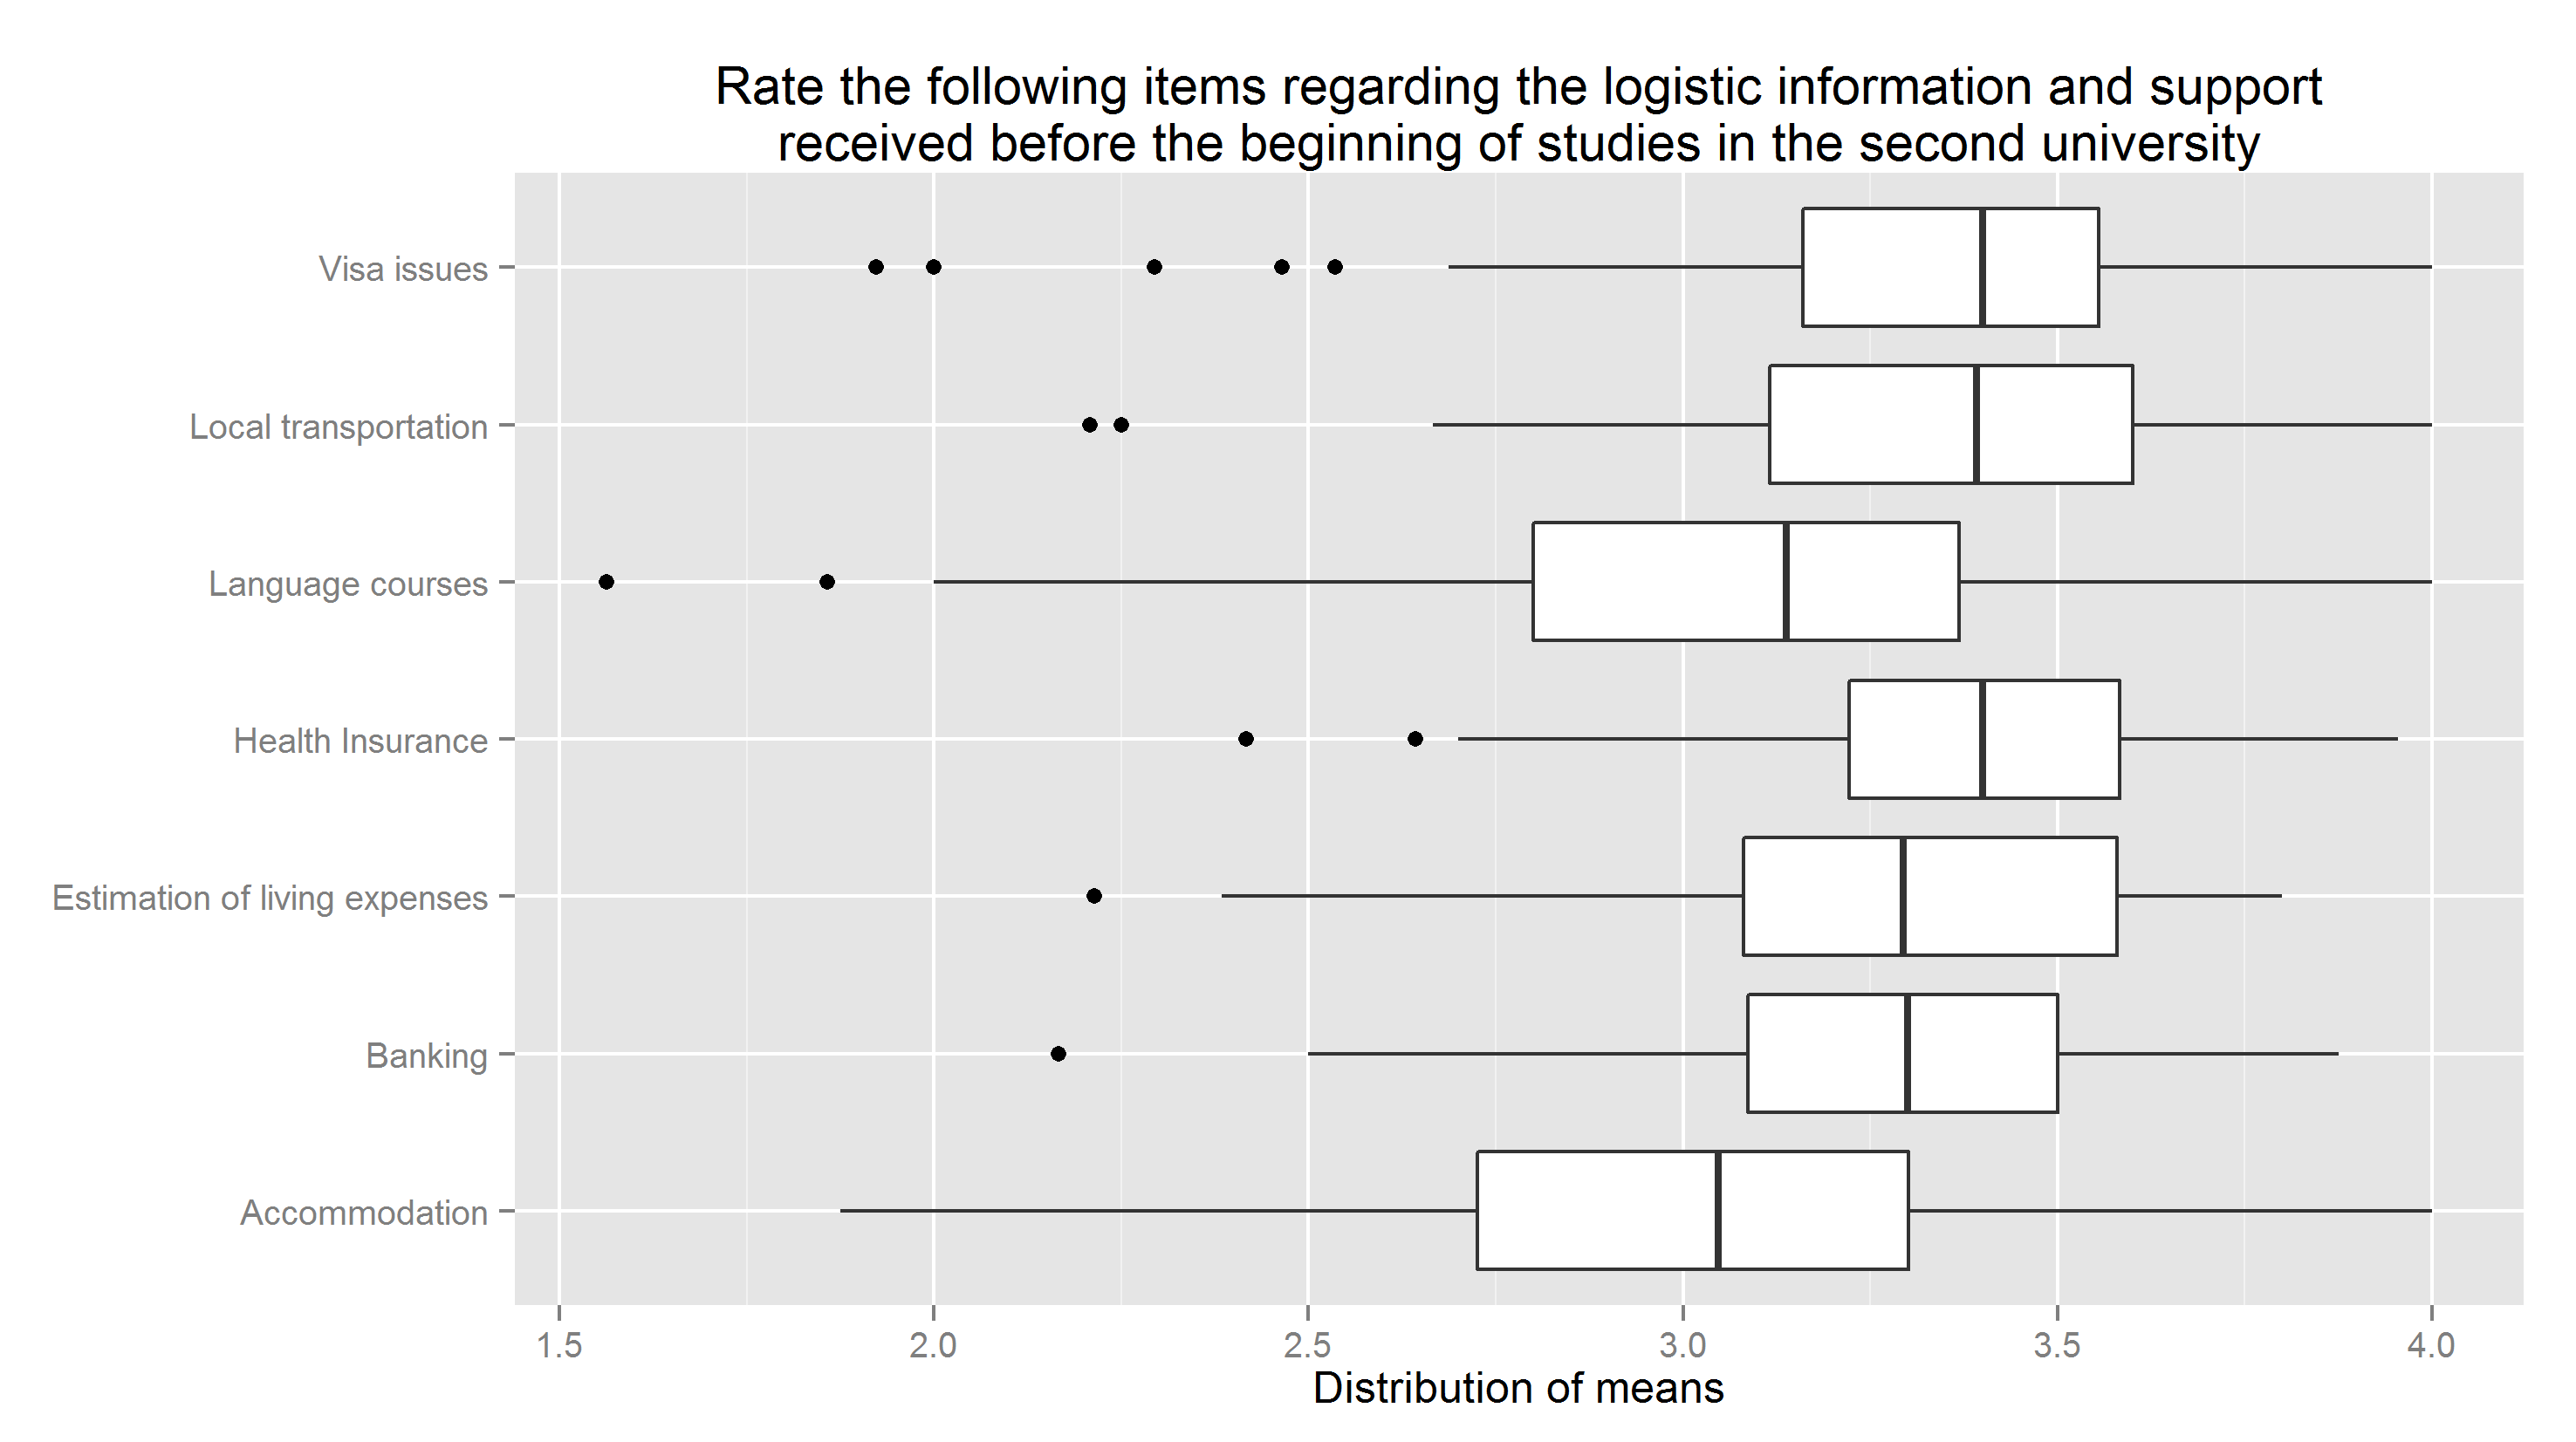 Rate the following items regarding the logistic information and support
received before the beginning of studies in the second university
Visa issues
Local transportation
Language courses
Health Insurance
Estimation of living expenses
Banking
Accommodation
1.5 2.0 2.5 3.0 3.5 4.0
Distribution of means